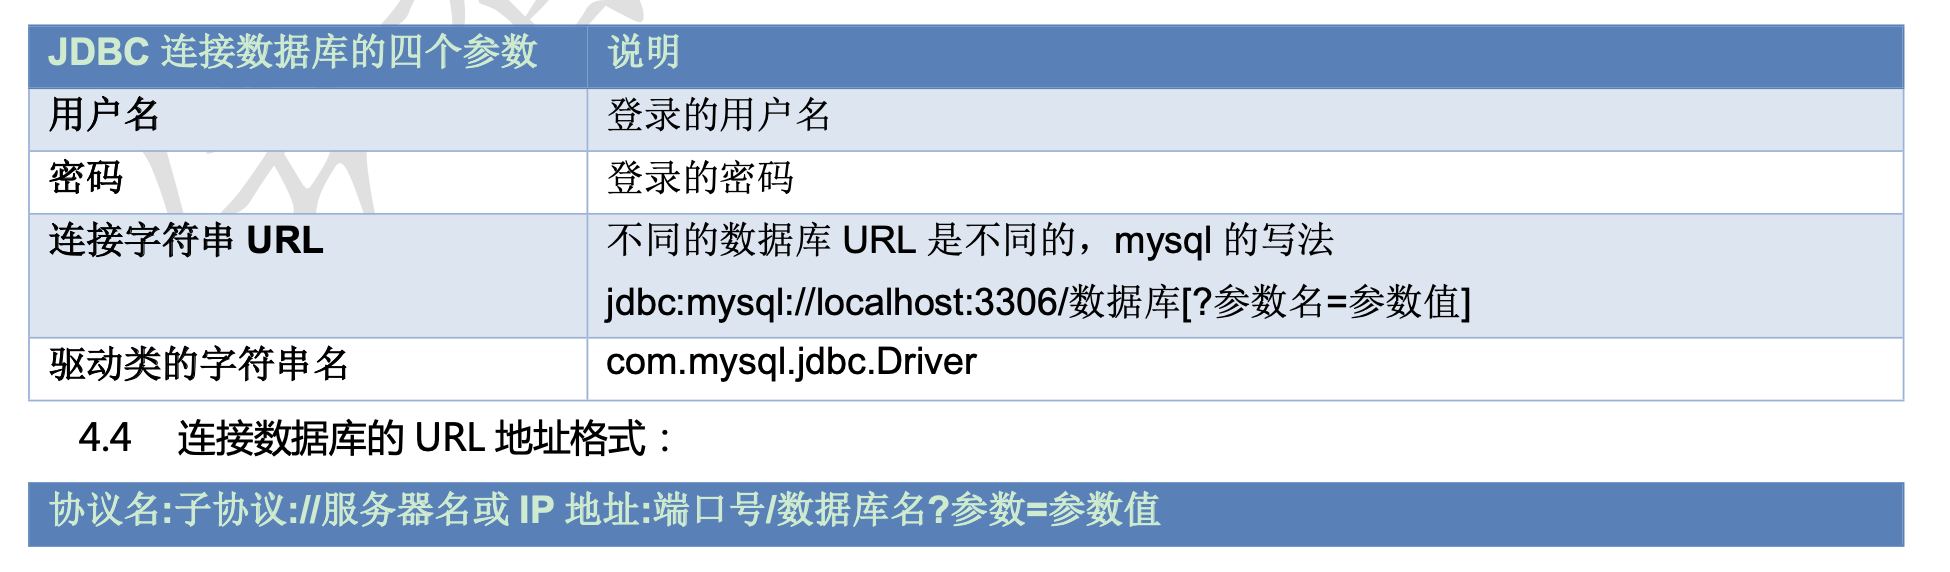 JDBC 连接数据库的四个参数 说明
用户名 登录的用户名
密码 登录的密码
连接字符串 URL 不同的数据库 URL 是不同的，mysql 的写法
jdbc:mysql://localhost:3306/数据库[?参数名=参数值]
驱动类的字符串名 com.mysql.jdbc.Driver
4.4 连接数据库的 URL 地址格式：
协议名:子协议://服务器名或 IP 地址:端口号/数据库名?参数=参数值